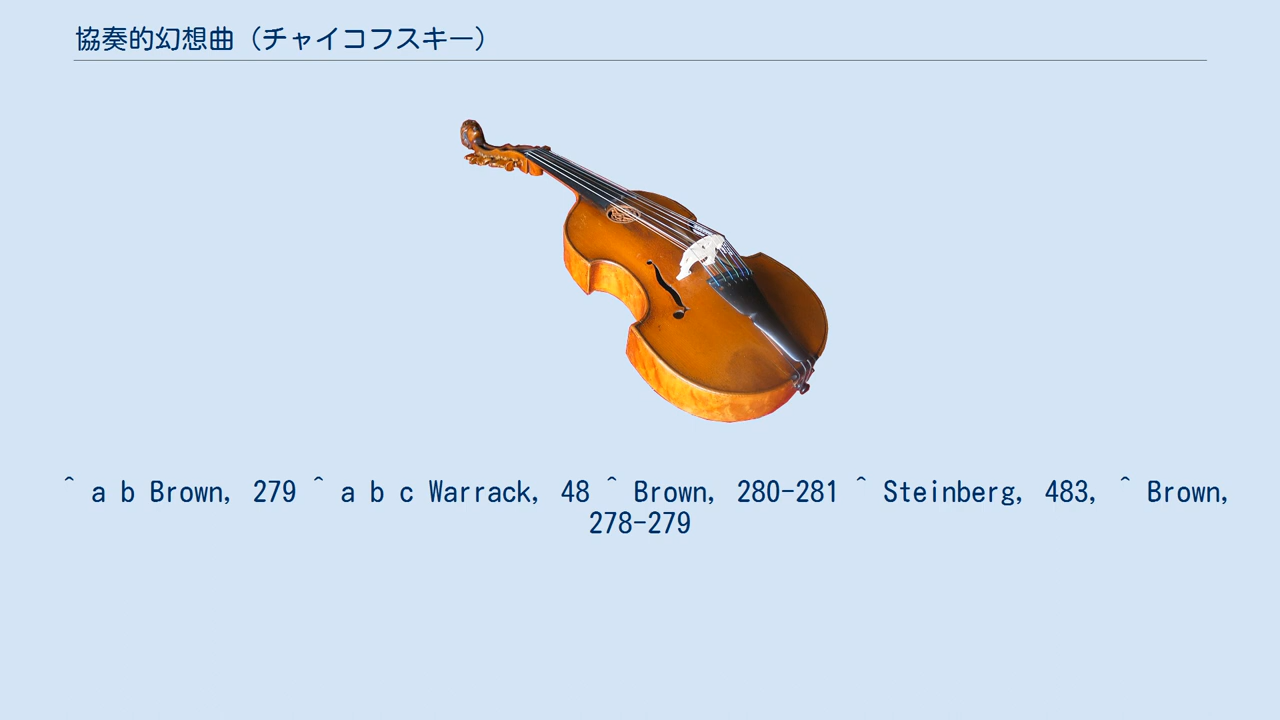 協奏的幻想曲（チャイコフスキー）
^ a b Brown, 279 ^ a b c Warrack, 48 ^ Brown, 280-281 ^ Steinberg, 483, ^ Brown,
278-279